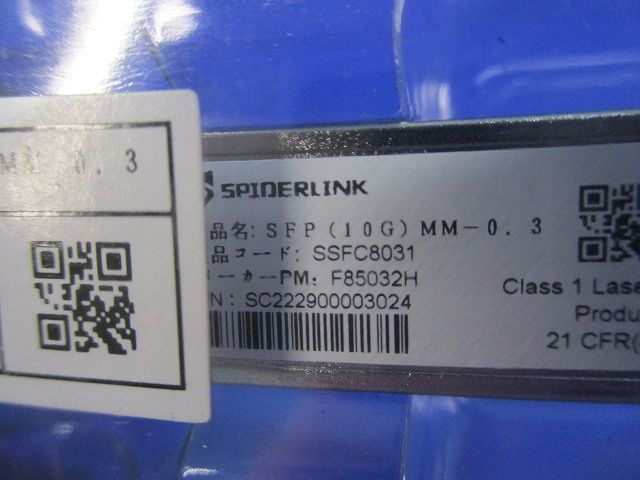 MM-0.3
SPIDERLINK
品名: SFP(10G)MM-0.3
品コード: SSFC8031
ーカーPM: F85032H
N: SC222900003024
Class 1 Lase
Produ
21 CFR(